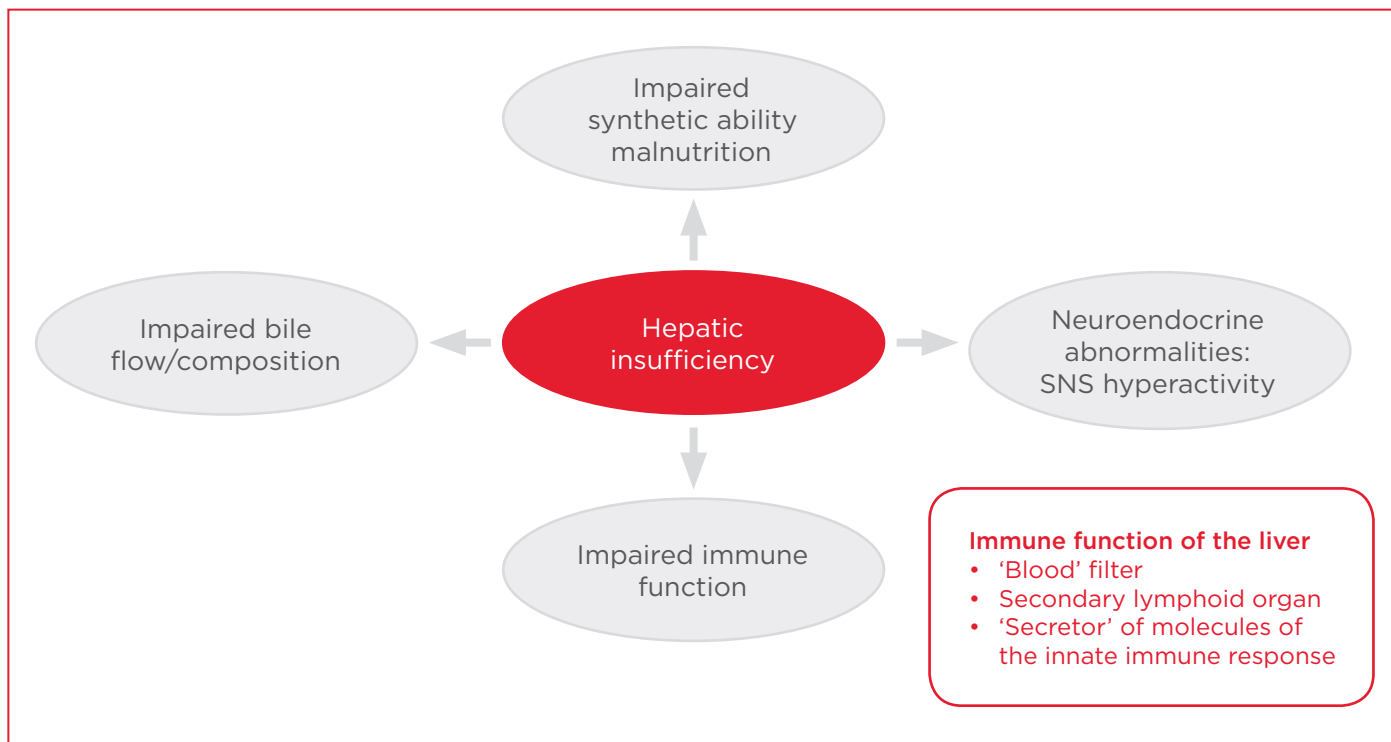 Impaired
synthetic ability
malnutrition
Impaired bile
flow/composition
Hepatic
insufficiency
Neuroendocrine
abnormalities:
SNS hyperactivity
Impaired immune
function
Immune function of the liver
• ‘Blood’ filter
• Secondary lymphoid organ
• ‘Secretor’ of molecules of
the innate immune response